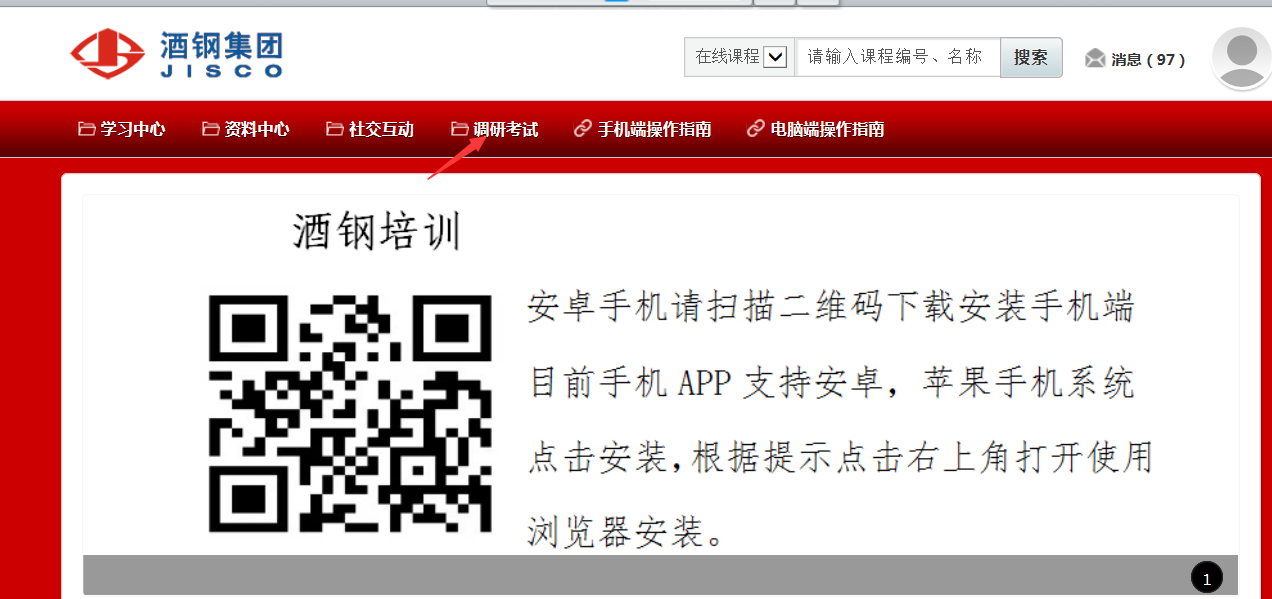 酒钢集团
JISCO
在线课程 请输入课程编号、名称 搜索 消息 ( 97 )
学习中心 资料中心 社交互动 调研考试 手机端操作指南 电脑端操作指南
酒钢培训
安卓手机请扫描二维码下载安装手机端
目前手机 APP 支持安卓，苹果手机系统
点击安装,根据提示点击右上角打开使用
浏览器安装。
1